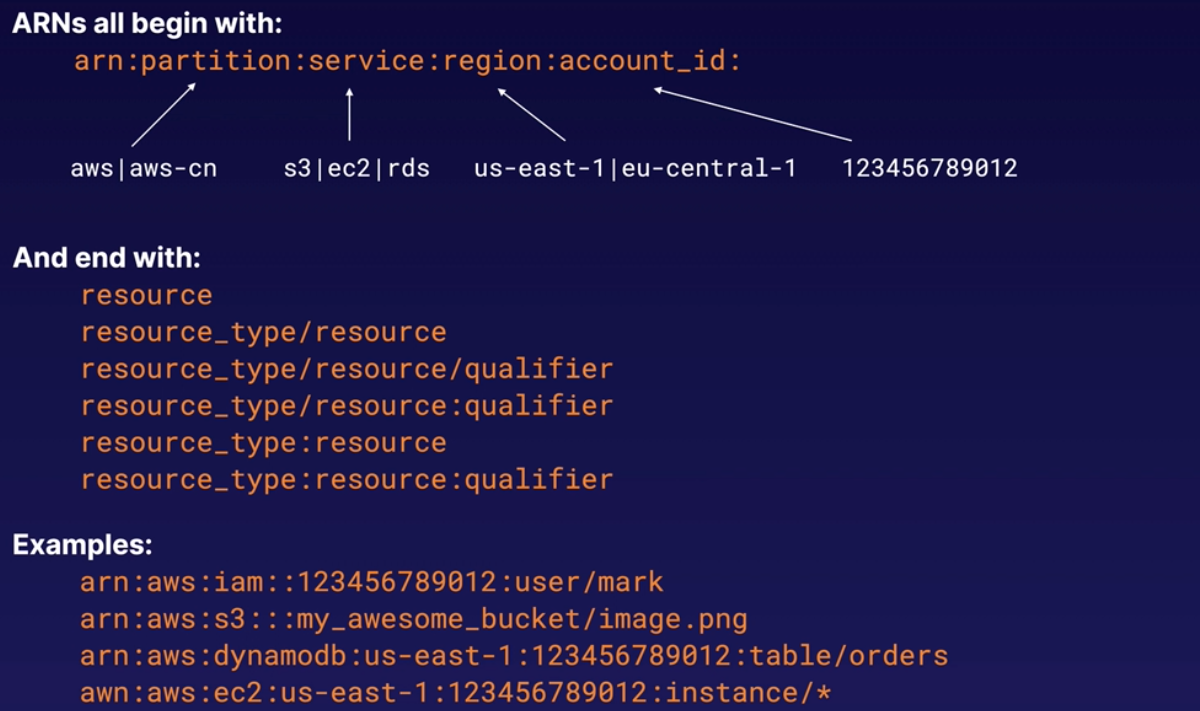 ARNs all begin with:
arn:partition:service:region:account_id:
aws|aws-cn s3|ec2|rds us-east-1|eu-central-1 123456789012
And end with:
resource
resource_type/resource
resource_type/resource/qualifier
resource_type/resource:qualifier
resource_type:resource
resource_type:resource:qualifier
Examples:
arn:aws:iam::123456789012:user/mark
arn:aws:s3:::my_awesome_bucket/image.png
arn:aws:dynamodb:us-east-1:123456789012:table/orders
awn:aws:ec2:us-east-1:123456789012:instance/*